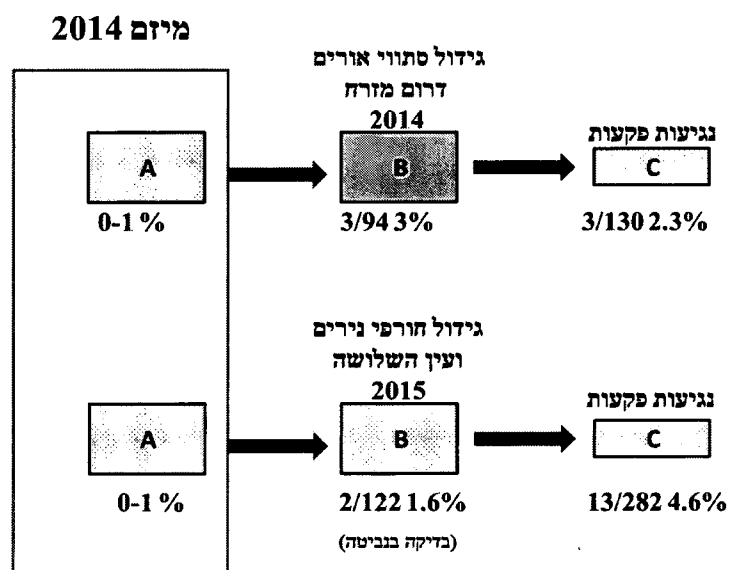 מיזם 2014
גידול סתווי אורים
דרום מזרח
2014
נגיעות פקעות
A
B
C
0-1 %
3/94 3%
3/130 2.3%
גידול חורפי נירים
ועין השלושה
2015
נגיעות פקעות
A
B
C
0-1 %
2/122 1.6%
13/282 4.6%
(בדיקה בנביטה)